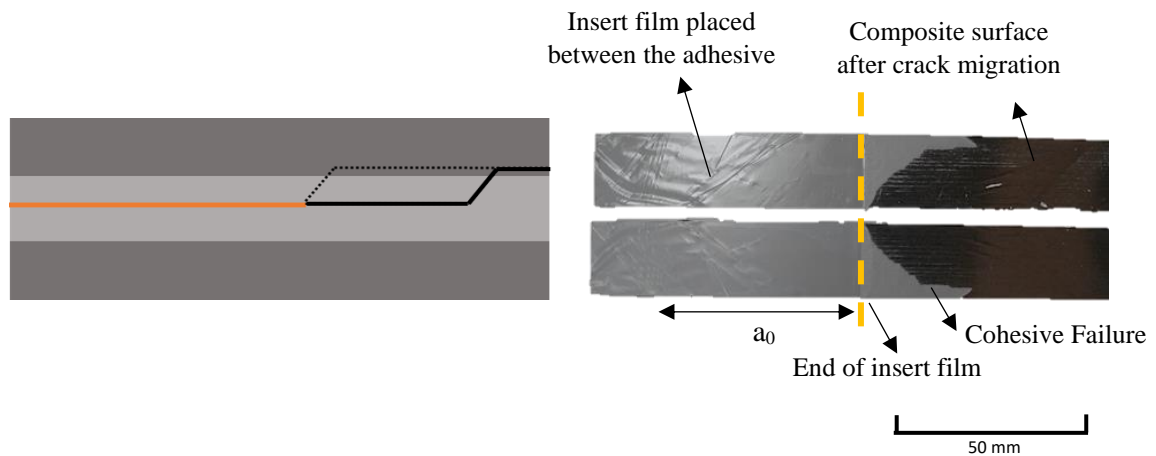 Insert film placed
between the adhesive
Composite surface
after crack migration
a0
Cohesive Failure
End of insert film
50 mm